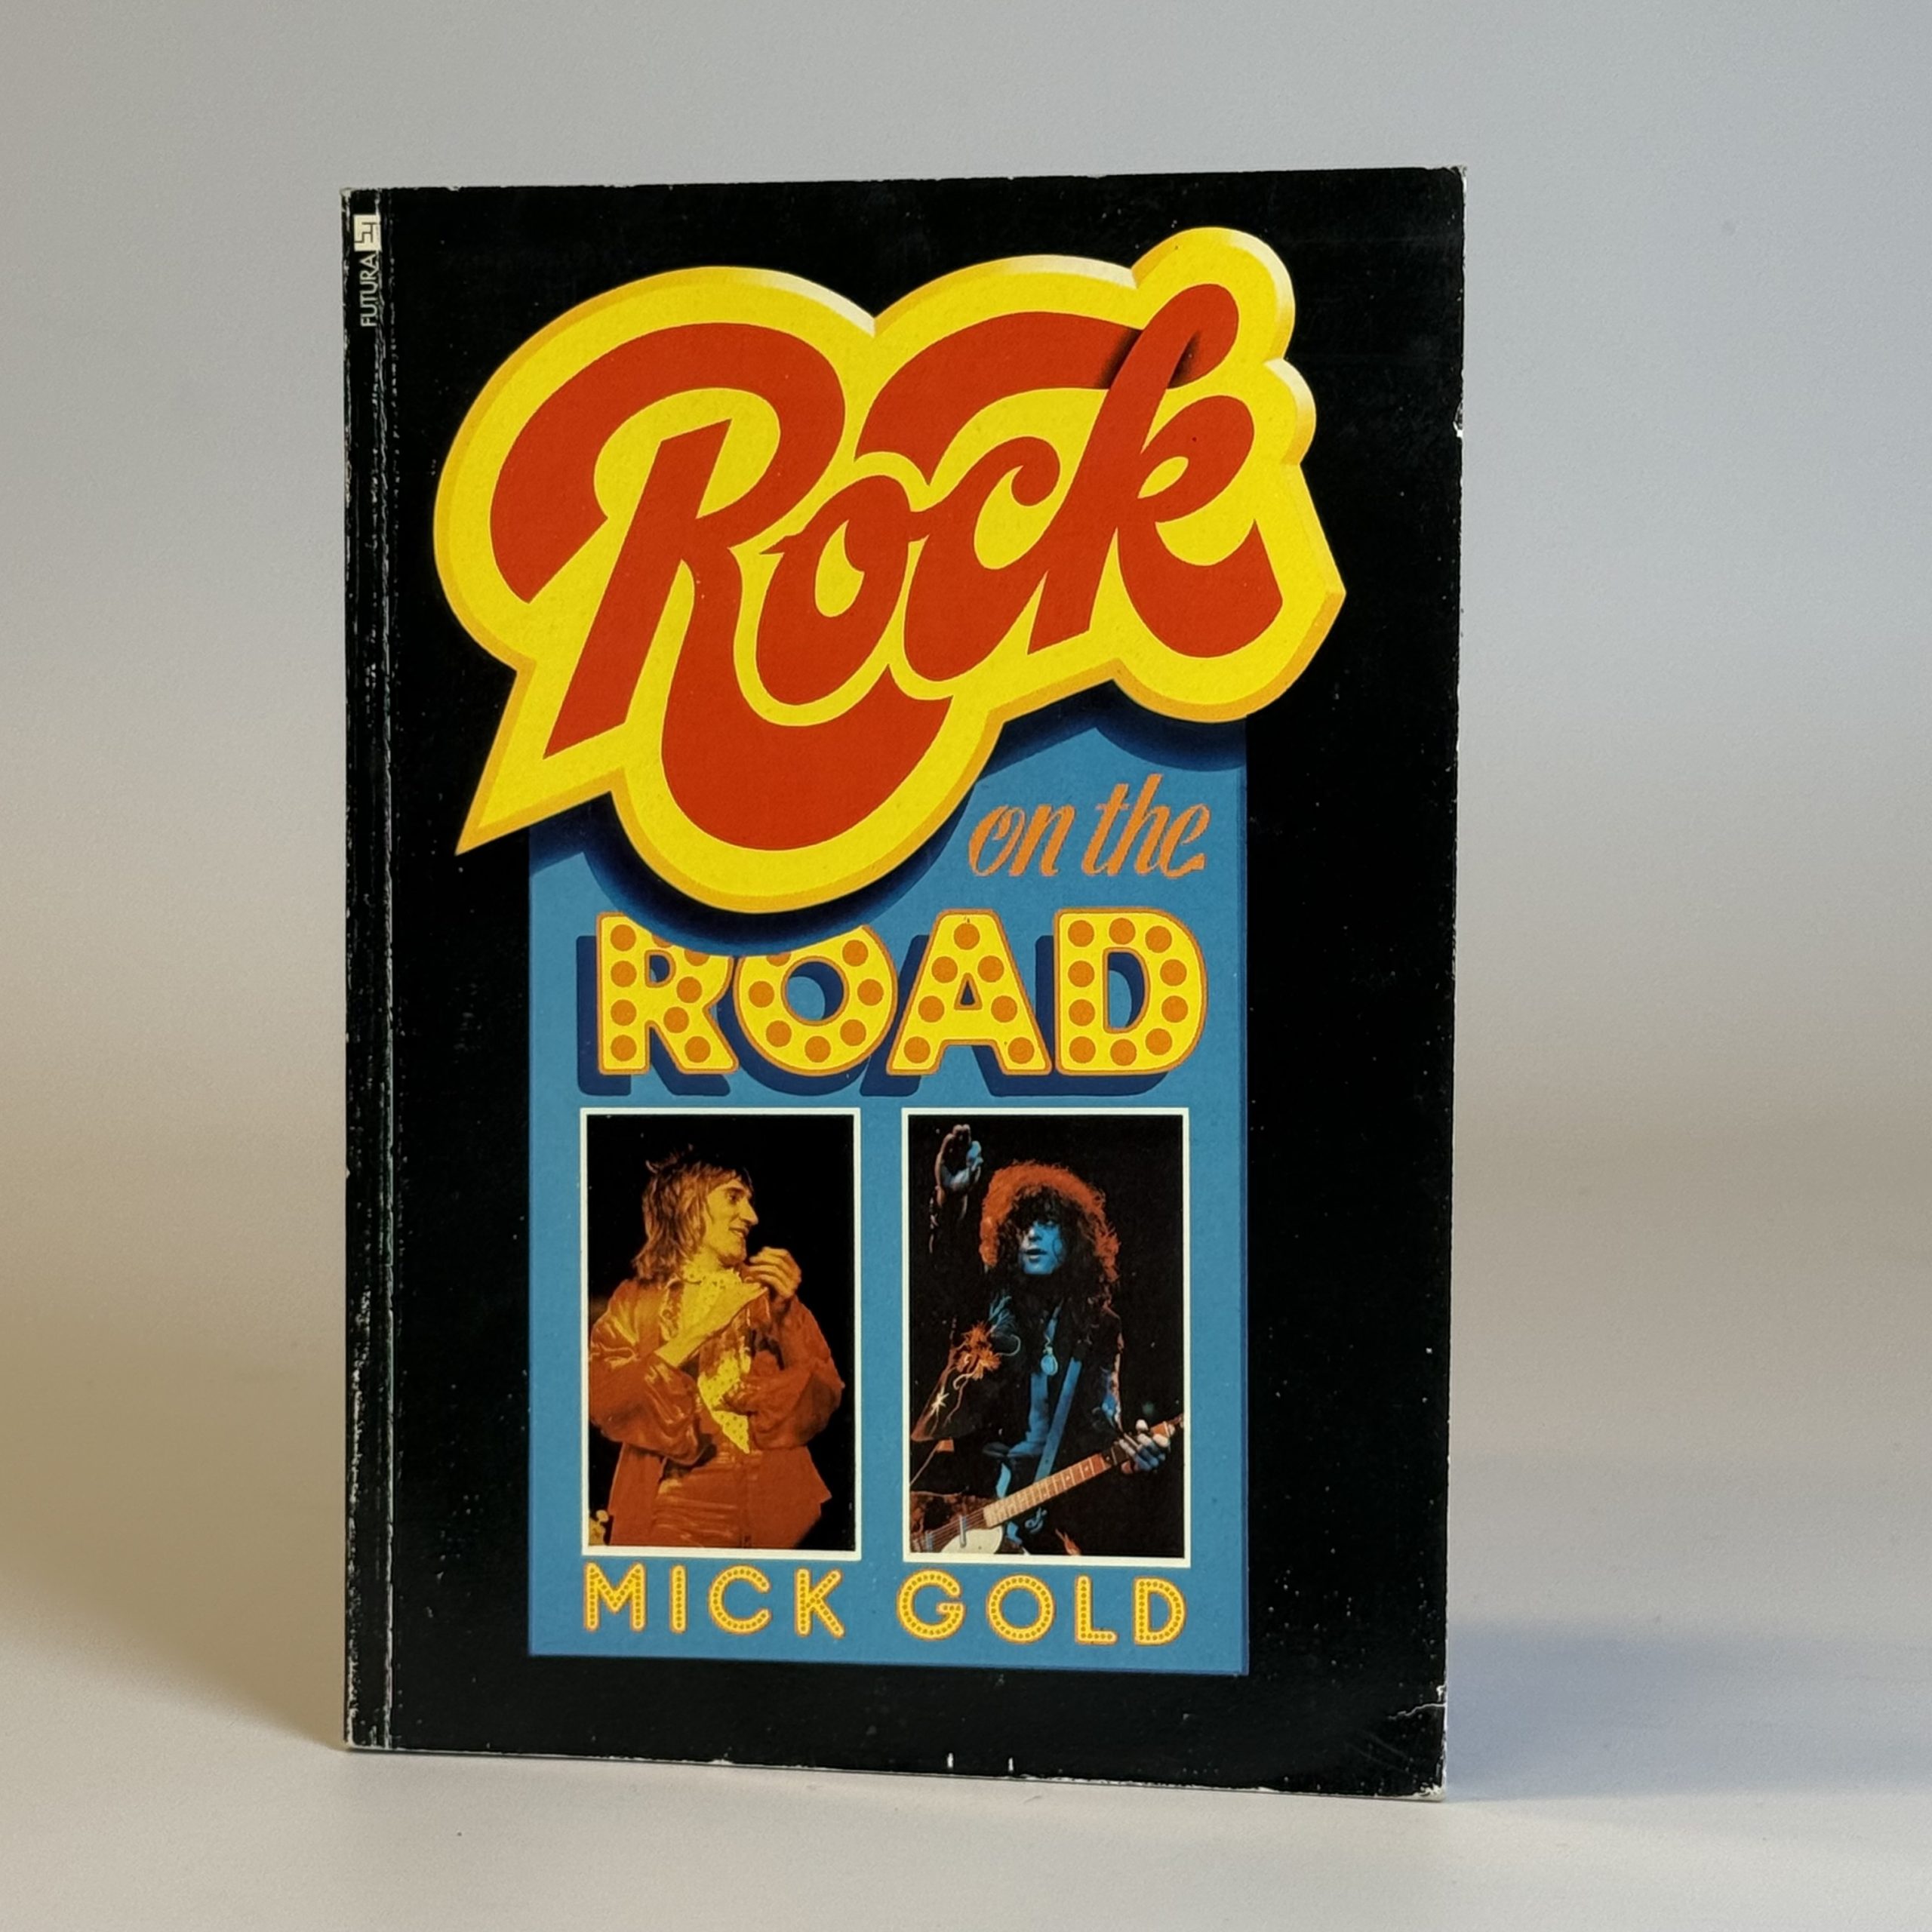 FUTURA
Rock
on the
ROAD
MICK GOLD